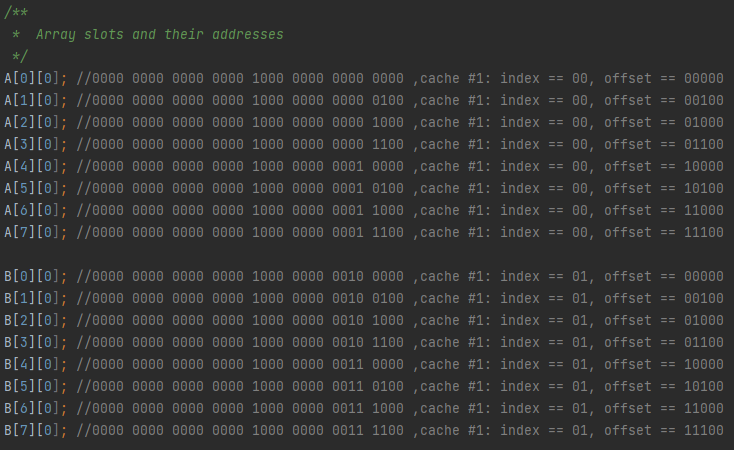 /**
 *  Array slots and their addresses
 */
A[0][0]; //0000 0000 0000 0000 1000 0000 0000 0000 ,cache #1: index == 00, offset == 00000
A[1][0]; //0000 0000 0000 0000 1000 0000 0000 0100 ,cache #1: index == 00, offset == 00100
A[2][0]; //0000 0000 0000 0000 1000 0000 0000 1000 ,cache #1: index == 00, offset == 01000
A[3][0]; //0000 0000 0000 0000 1000 0000 0000 1100 ,cache #1: index == 00, offset == 01100
A[4][0]; //0000 0000 0000 0000 1000 0000 0001 0000 ,cache #1: index == 00, offset == 10000
A[5][0]; //0000 0000 0000 0000 1000 0000 0001 0100 ,cache #1: index == 00, offset == 10100
A[6][0]; //0000 0000 0000 0000 1000 0000 0001 1000 ,cache #1: index == 00, offset == 11000
A[7][0]; //0000 0000 0000 0000 1000 0000 0001 1100 ,cache #1: index == 00, offset == 11100

B[0][0]; //0000 0000 0000 0000 1000 0000 0010 0000 ,cache #1: index == 01, offset == 00000
B[1][0]; //0000 0000 0000 0000 1000 0000 0010 0100 ,cache #1: index == 01, offset == 00100
B[2][0]; //0000 0000 0000 0000 1000 0000 0010 1000 ,cache #1: index == 01, offset == 01000
B[3][0]; //0000 0000 0000 0000 1000 0000 0010 1100 ,cache #1: index == 01, offset == 01100
B[4][0]; //0000 0000 0000 0000 1000 0000 0011 0000 ,cache #1: index == 01, offset == 10000
B[5][0]; //0000 0000 0000 0000 1000 0000 0011 0100 ,cache #1: index == 01, offset == 10100
B[6][0]; //0000 0000 0000 0000 1000 0000 0011 1000 ,cache #1: index == 01, offset == 11000
B[7][0]; //0000 0000 0000 0000 1000 0000 0011 1100 ,cache #1: index == 01, offset == 11100